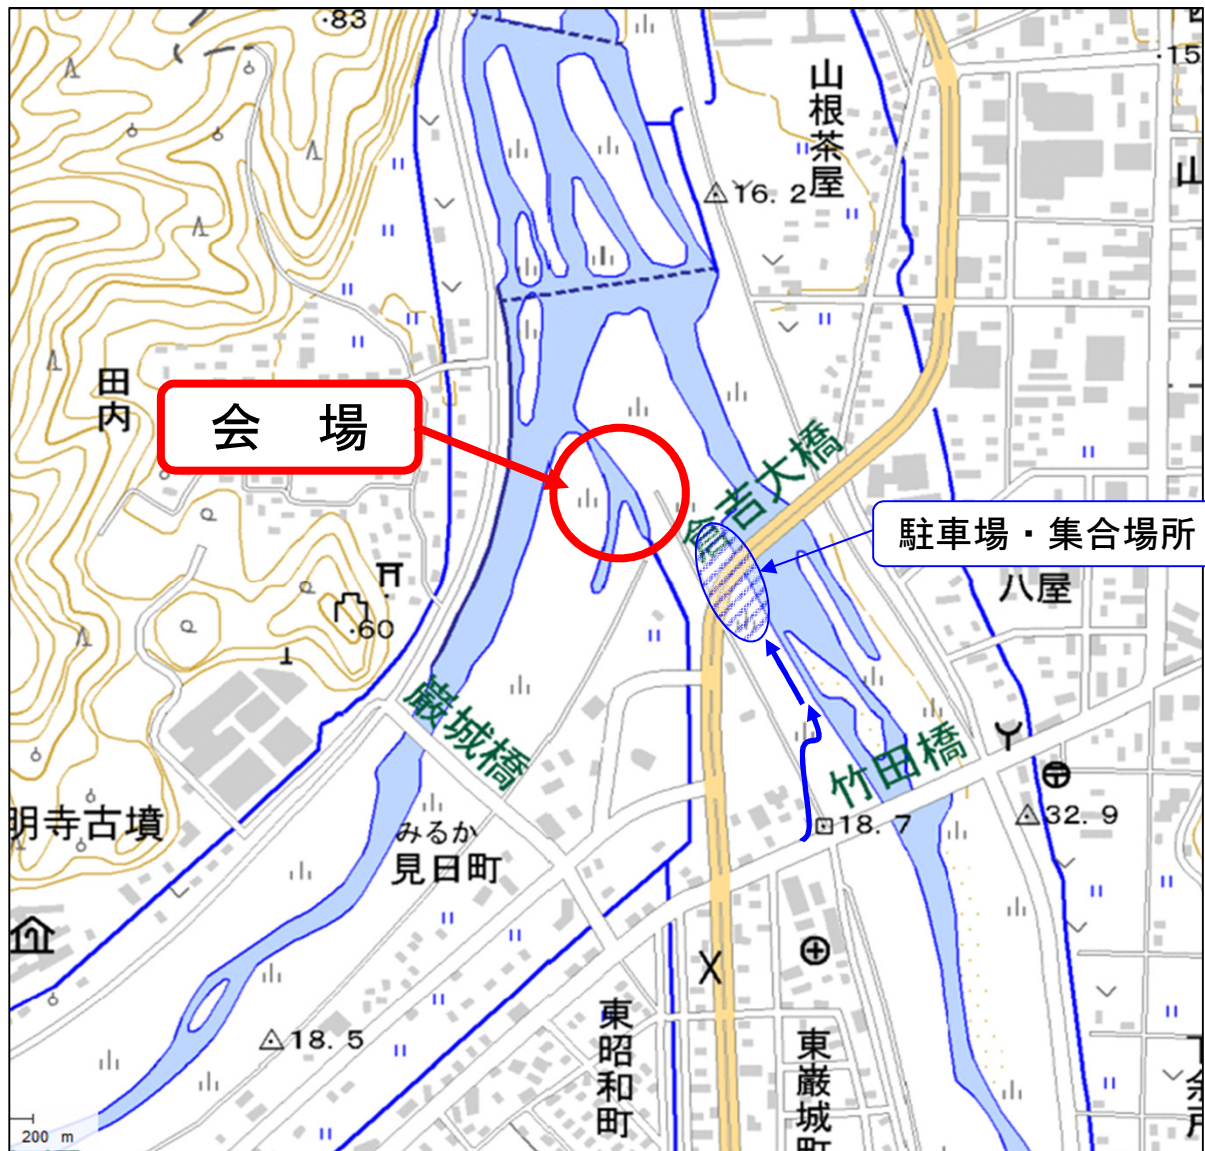 ・83
・15
山根茶屋
山
△16.2
田内
会 場
倉吉大橋
駐車場・集合場所
八屋
・60
巌城橋
竹田橋
18.7
32.9
明寺古墳
みるか
見日町
18.5
東昭和町
東巌城町
200 m